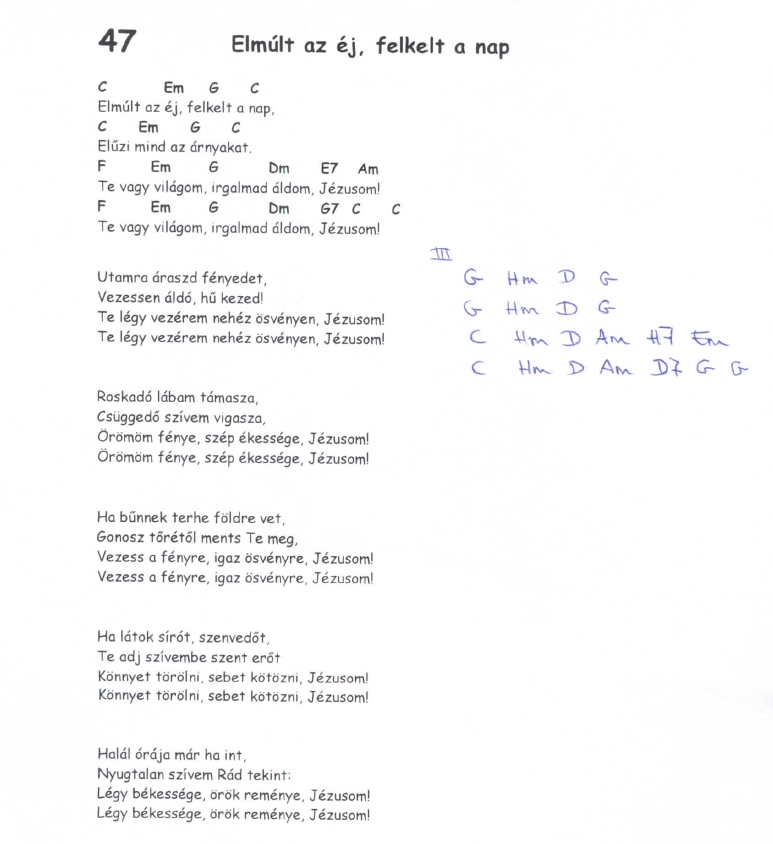 47 Elmúlt az éj, felkelt a nap
C Em G C
Elmúlt az éj, felkelt a nap,
C Em G C
Elűzi mind az árnyakat.
F Em G Dm E7 Am
Te vagy világom, irgalmad áldom, Jézusom!
F Em G Dm G7 C C
Te vagy világom, irgalmad áldom, Jézusom!
III
Utamra áraszd fényedet,
G Hm D G
Vezessen áldó, hű kezed!
G Hm D G
Te légy vezérem nehéz ösvényen, Jézusom!
C Hm D Am H7 Em
Te légy vezérem nehéz ösvényen, Jézusom!
C Hm D Am D7 G G
Roskadó lábam támasza,
Csüggedő szívem vigasza,
Örömöm fénye, szép ékessége, Jézusom!
Örömöm fénye, szép ékessége, Jézusom!
Ha bűnnek terhe földre vet,
Gonosz tőrétől ments Te meg,
Vezess a fényre, igaz ösvényre, Jézusom!
Vezess a fényre, igaz ösvényre, Jézusom!
Ha látok sírót, szenvedőt,
Te adj szívembe szent erőt
Könnyet törölni, sebet kötözni, Jézusom!
Könnyet törölni, sebet kötözni, Jézusom!
Halál órája már ha int,
Nyugtalan szívem Rád tekint:
Légy békessége, örök reménye, Jézusom!
Légy békessége, örök reménye, Jézusom!